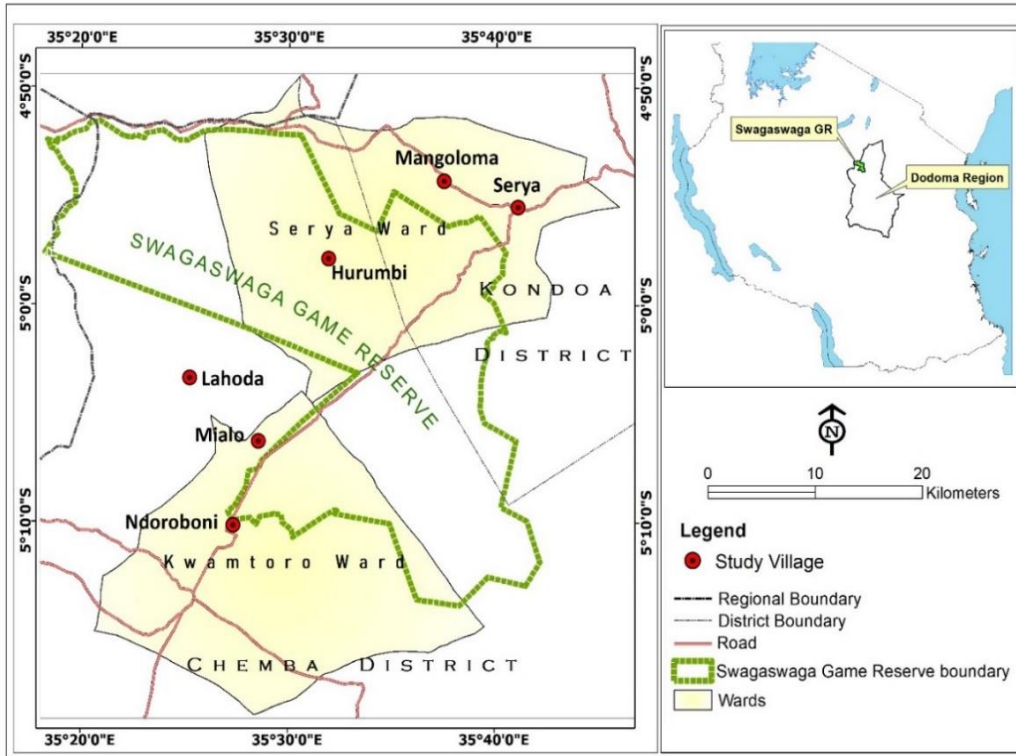 35°20'0"E 35°30'0"E 35°40'0"E
4°50'0"S 4°50'0"S
Mangoloma
Serya
Serya Ward
Hurumbi
SWAGASWAGA GAME RESERVE
KONDOA
DISTRICT
5°0'0"S 5°0'0"S
Lahoda
Mialo
Ndoroboni
5°10'0"S 5°10'0"S
Kwamtoro Ward
CHEMBA DISTRICT
35°20'0"E 35°30'0"E 35°40'0"E
Swagaswaga GR
Dodoma Region
N
0 10 20
Kilometers
Legend
Study Village
Regional Boundary
District Boundary
Road
Swagaswaga Game Reserve boundary
Wards